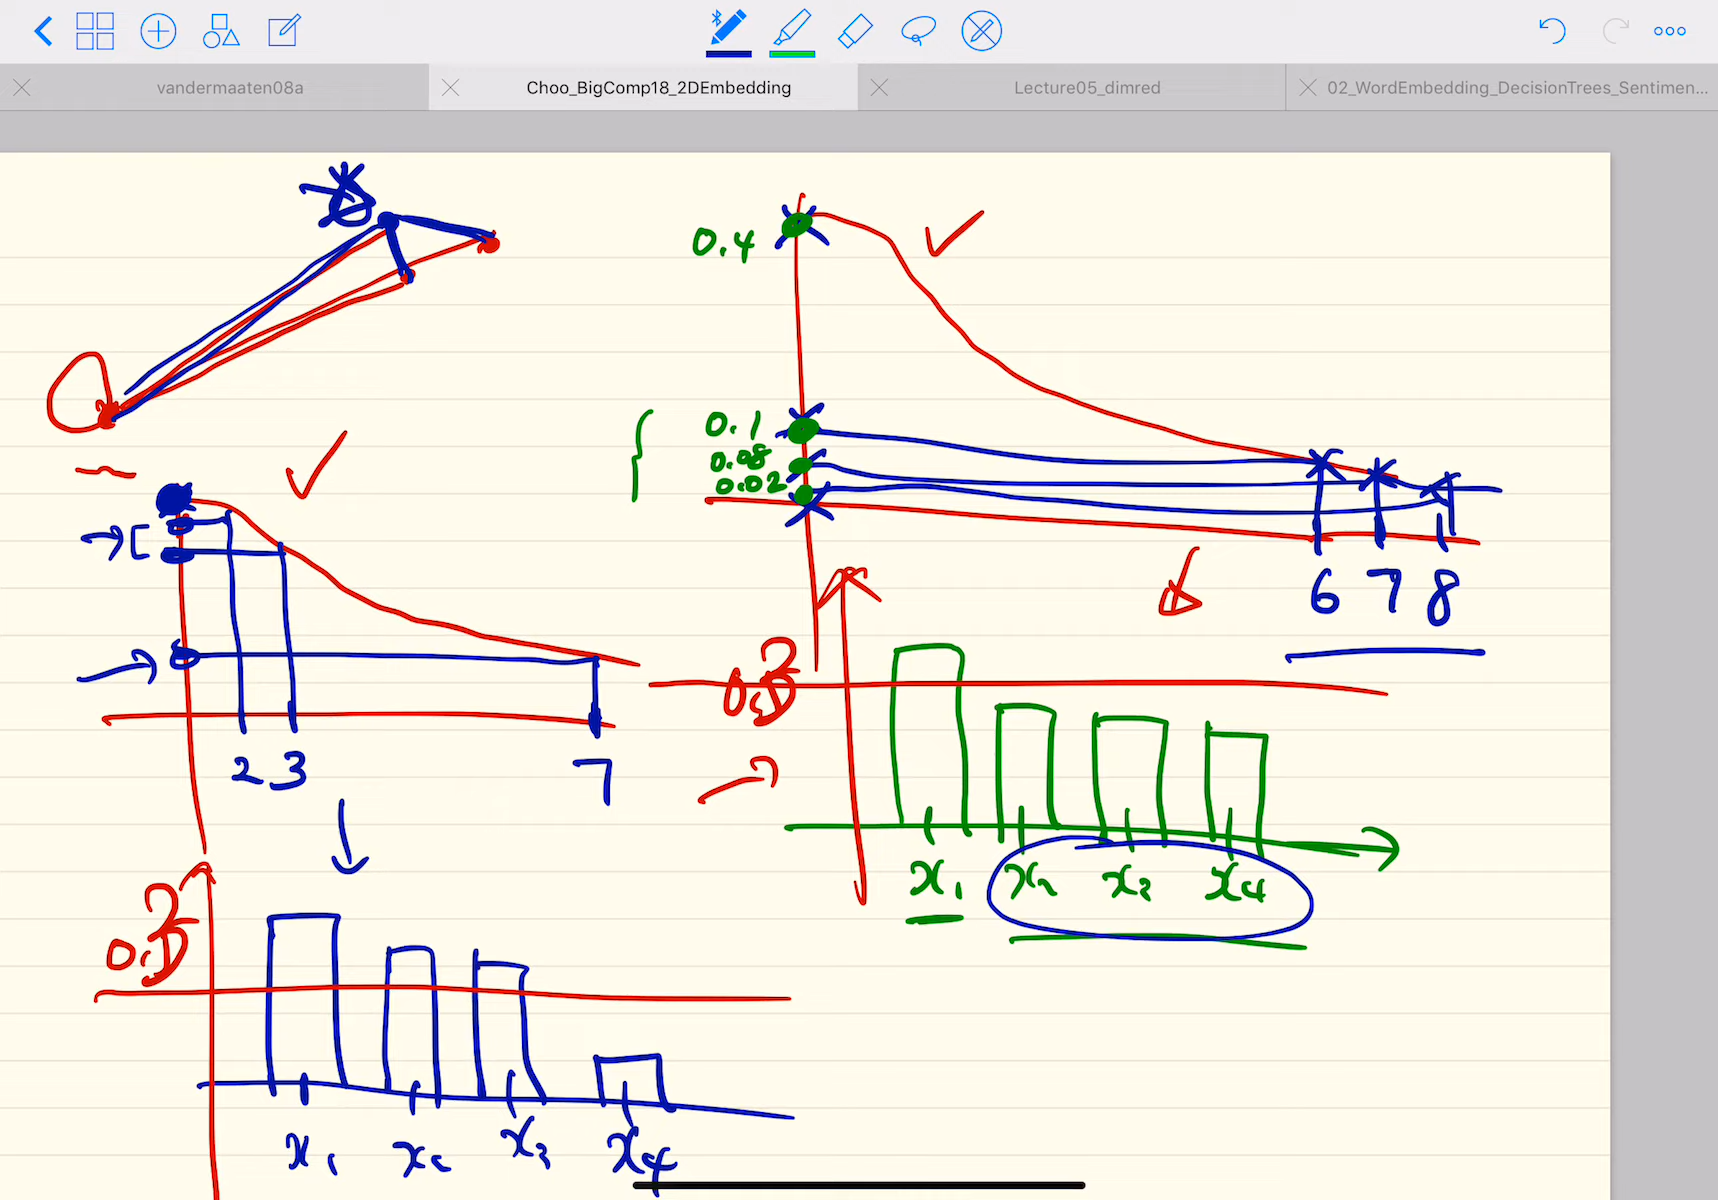 vandermaaten08a
Choo_BigComp18_2DEmbedding
Lecture05_dimred
02_WordEmbedding_DecisionTrees_Sentimen...
0.4
0.1
0.08
0.02
6 7 8
2 3 7
x₁ x₂ x₃ x₄
x₁ x₂ x₃ x₄